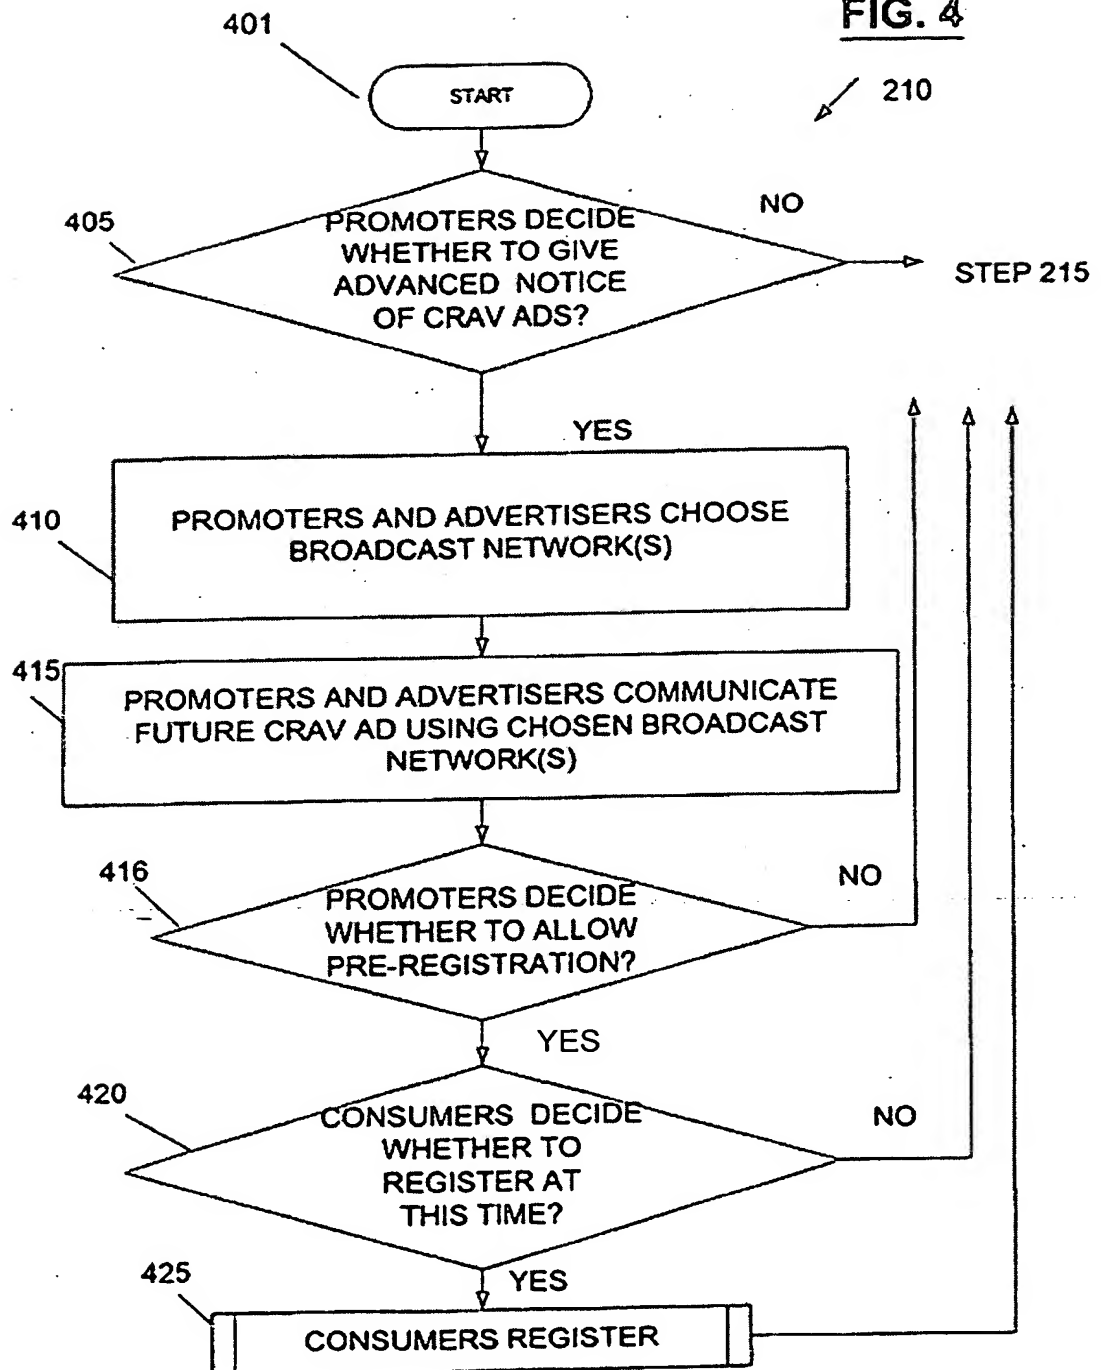 FIG. 4
401
START
210
405
PROMOTERS DECIDE
WHETHER TO GIVE
ADVANCED NOTICE
OF CRAV ADS?
NO
STEP 215
YES
410
PROMOTERS AND ADVERTISERS CHOOSE
BROADCAST NETWORK(S)
415
PROMOTERS AND ADVERTISERS COMMUNICATE
FUTURE CRAV AD USING CHOSEN BROADCAST
NETWORK(S)
416
PROMOTERS DECIDE
WHETHER TO ALLOW
PRE-REGISTRATION?
NO
YES
420
CONSUMERS DECIDE
WHETHER TO
REGISTER AT
THIS TIME?
NO
YES
425
CONSUMERS REGISTER